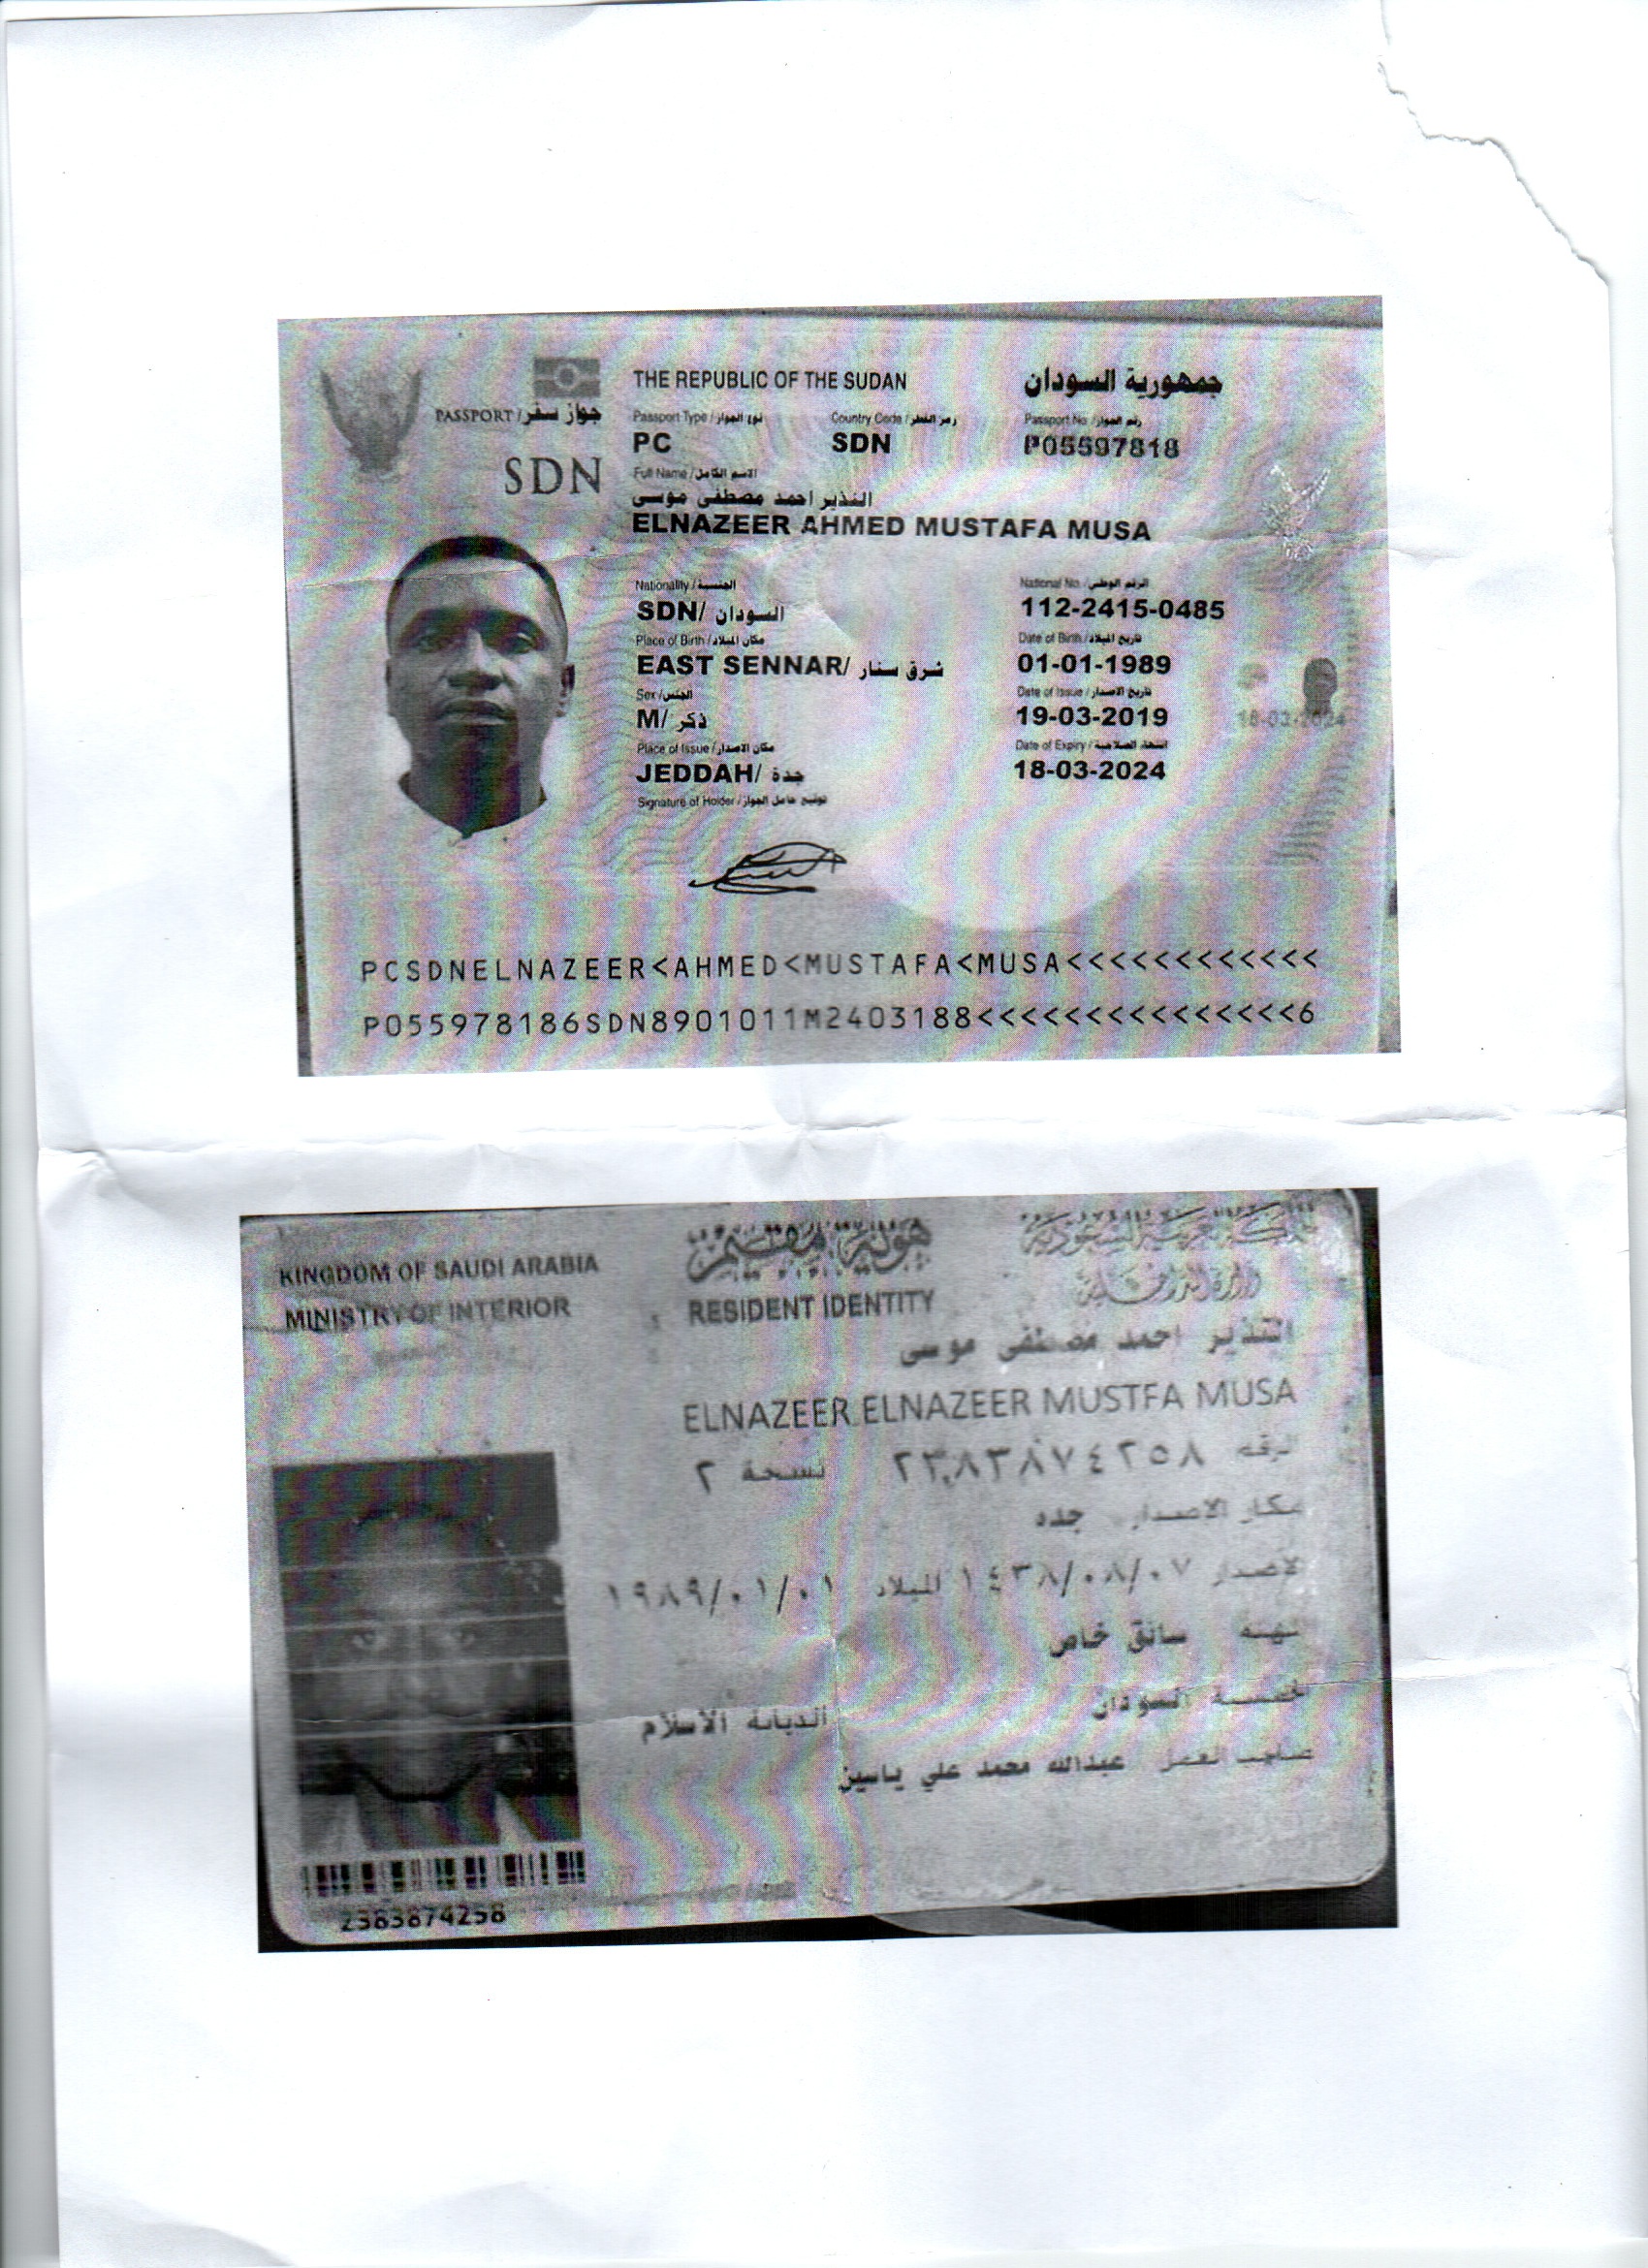 THE REPUBLIC OF THE SUDAN جمهورية السودان
PASSPORT / جواز سفر
Passport Type / نوع الجواز Country Code / رمز القطر Passport No / رقم الجواز
PC SDN P05597818
SDN
Full Name / الاسم الكامل
النذير احمد مصطفى موسى
ELNAZEER AHMED MUSTAFA MUSA
Nationality / الجنسية National No. / الرقم الوطني
SDN/ السودان 112-2415-0485
Place of Birth / مكان الميلاد Date of Birth / تاريخ الميلاد
EAST SENNAR/ شرق سنار 01-01-1989
Sex / الجنس Date of Issue / تاريخ الاصدار
M/ ذكر 19-03-2019 18-03-2024
Place of Issue / مكان الاصدار Date of Expiry / انتهاء الصلاحية
JEDDAH/ جدة 18-03-2024
Signature of Holder / توقيع حامل الجواز
PCSDNELNAZEER<AHMED<MUSTAFA<MUSA<<<<<<<<<<<<
P055978186SDN8901011M2403188<<<<<<<<<<<<<<<6
KINGDOM OF SAUDI ARABIA هوية مقيم المملكة العربية السعودية
MINISTRY OF INTERIOR RESIDENT IDENTITY وزارة الداخلية
النذير احمد مصطفى موسى
ELNAZEER ELNAZEER MUSTFA MUSA
الرقم ٢٣٨٣٨٧٤٢٥٨ نسخة ٢
مكان الاصدار جده
الاصدار ١٤٣٨/٠٨/٠٧ الميلاد ١٩٨٩/٠١/٠١
المهنة سائق خاص
الجنسية السودان الديانة الاسلام
صاحب العمل عبدالله محمد علي ياسين
2383874258